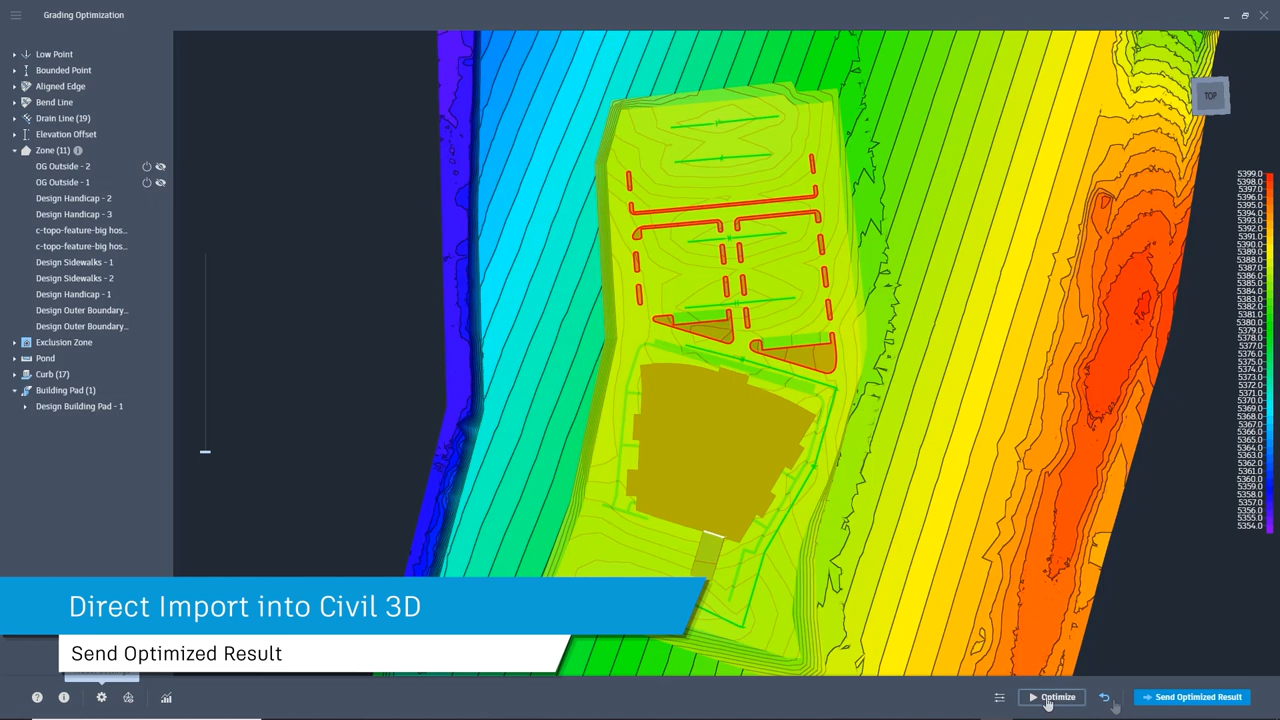 Grading Optimization
Low Point
Bounded Point
Aligned Edge
Bend Line
Drain Line (19)
Elevation Offset
Zone (11)
OG Outside - 2
OG Outside - 1
Design Handicap - 2
Design Handicap - 3
c-topo-feature-big hos...
c-topo-feature-big hos...
Design Sidewalks - 1
Design Sidewalks - 2
Design Handicap - 1
Design Outer Boundary...
Design Outer Boundary...
Exclusion Zone
Pond
Curb (17)
Building Pad (1)
Design Building Pad - 1
TOP
5399.0
5398.0
5397.0
5396.0
5395.0
5394.0
5393.0
5392.0
5391.0
5390.0
5389.0
5388.0
5387.0
5386.0
5385.0
5384.0
5383.0
5382.0
5381.0
5380.0
5379.0
5378.0
5377.0
5376.0
5375.0
5374.0
5373.0
5372.0
5371.0
5370.0
5369.0
5368.0
5367.0
5366.0
5365.0
5364.0
5363.0
5362.0
5361.0
5360.0
5359.0
5358.0
5357.0
5356.0
5355.0
5354.0
Direct Import into Civil 3D
Send Optimized Result
Optimize
Send Optimized Result